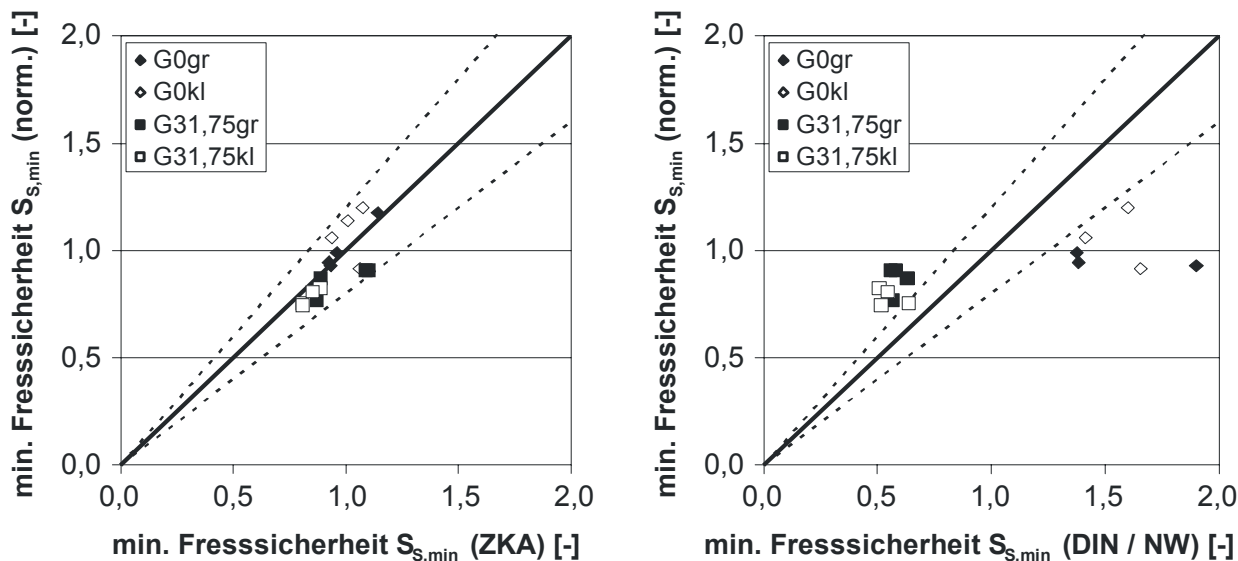 min. Fresssicherheit S_S,min (norm.) [-]
2,0
1,5
1,0
0,5
0,0
G0gr
G0kl
G31,75gr
G31,75kl
0,0 0,5 1,0 1,5 2,0
min. Fresssicherheit S_S,min (ZKA) [-]
min. Fresssicherheit S_S,min (norm.) [-]
2,0
1,5
1,0
0,5
0,0
G0gr
G0kl
G31,75gr
G31,75kl
0,0 0,5 1,0 1,5 2,0
min. Fresssicherheit S_S,min (DIN / NW) [-]